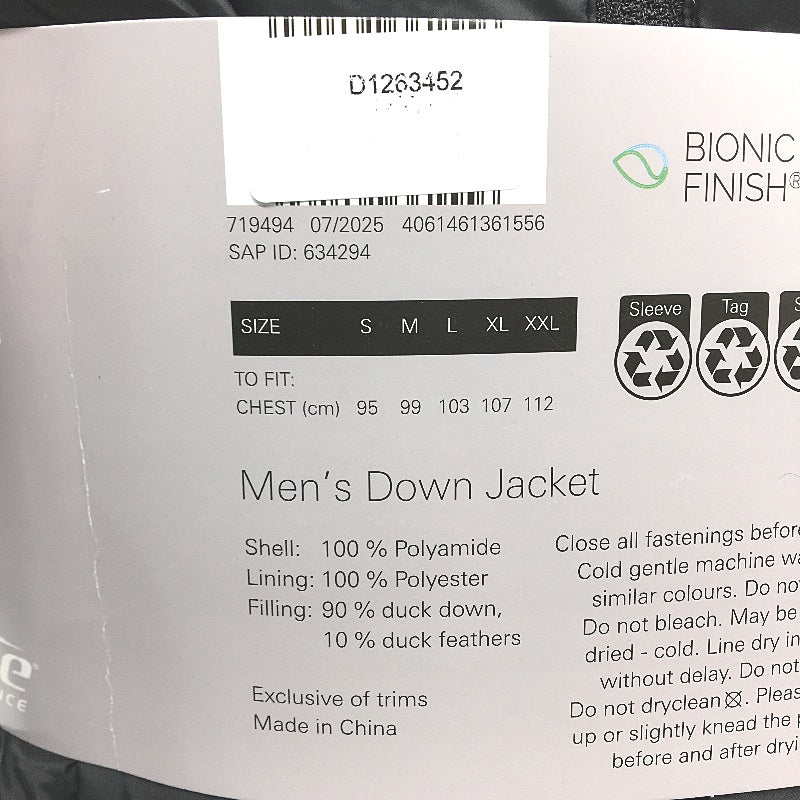 D1263452
BIONIC
FINISH®
719494 07/2025 4061461361556
SAP ID: 634294
SIZE S M L XL XXL
TO FIT:
CHEST (cm) 95 99 103 107 112
Sleeve
Tag
Men's Down Jacket
Shell: 100 % Polyamide
Lining: 100 % Polyester
Filling: 90 % duck down,
10 % duck feathers
Exclusive of trims
Made in China
Close all fastenings before
Cold gentle machine
similar colours. Do not
Do not bleach. May be
dried - cold. Line dry in
without delay. Do not
Do not dryclean. Pleas
up or slightly knead the
before and after